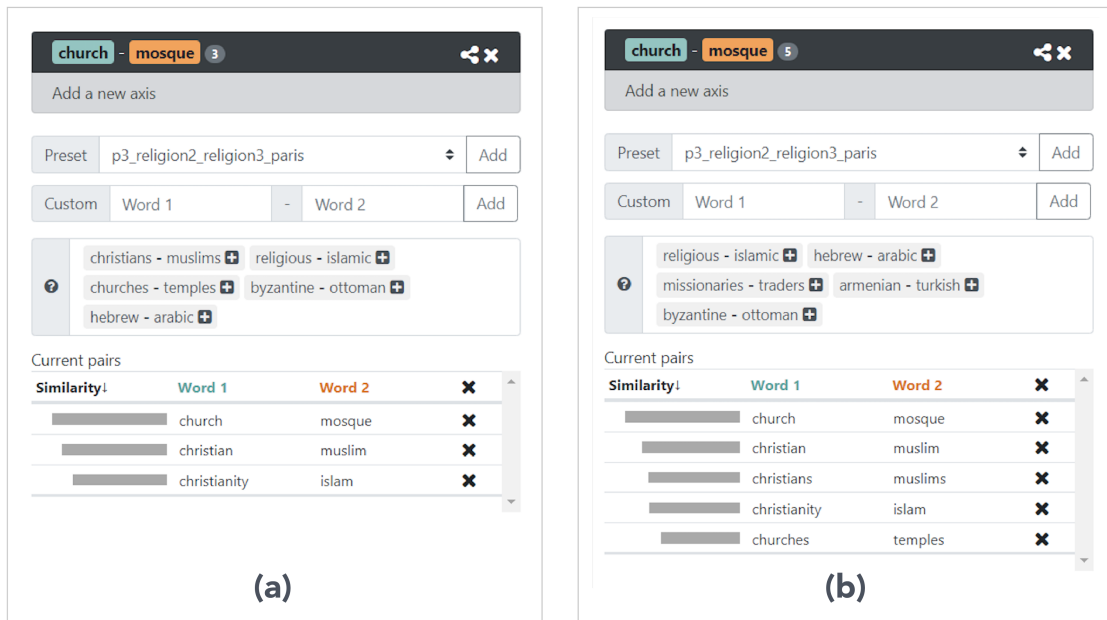 church - mosque 3
Add a new axis
Preset p3_religion2_religion3_paris Add
Custom Word 1 - Word 2 Add
christians - muslims religious - islamic
churches - temples byzantine - ottoman
hebrew - arabic
Current pairs
Similarity↓ Word 1 Word 2
church mosque
christian muslim
christianity islam
(a)
church - mosque 5
Add a new axis
Preset p3_religion2_religion3_paris Add
Custom Word 1 - Word 2 Add
religious - islamic hebrew - arabic
missionaries - traders armenian - turkish
byzantine - ottoman
Current pairs
Similarity↓ Word 1 Word 2
church mosque
christian muslim
christians muslims
christianity islam
churches temples
(b)